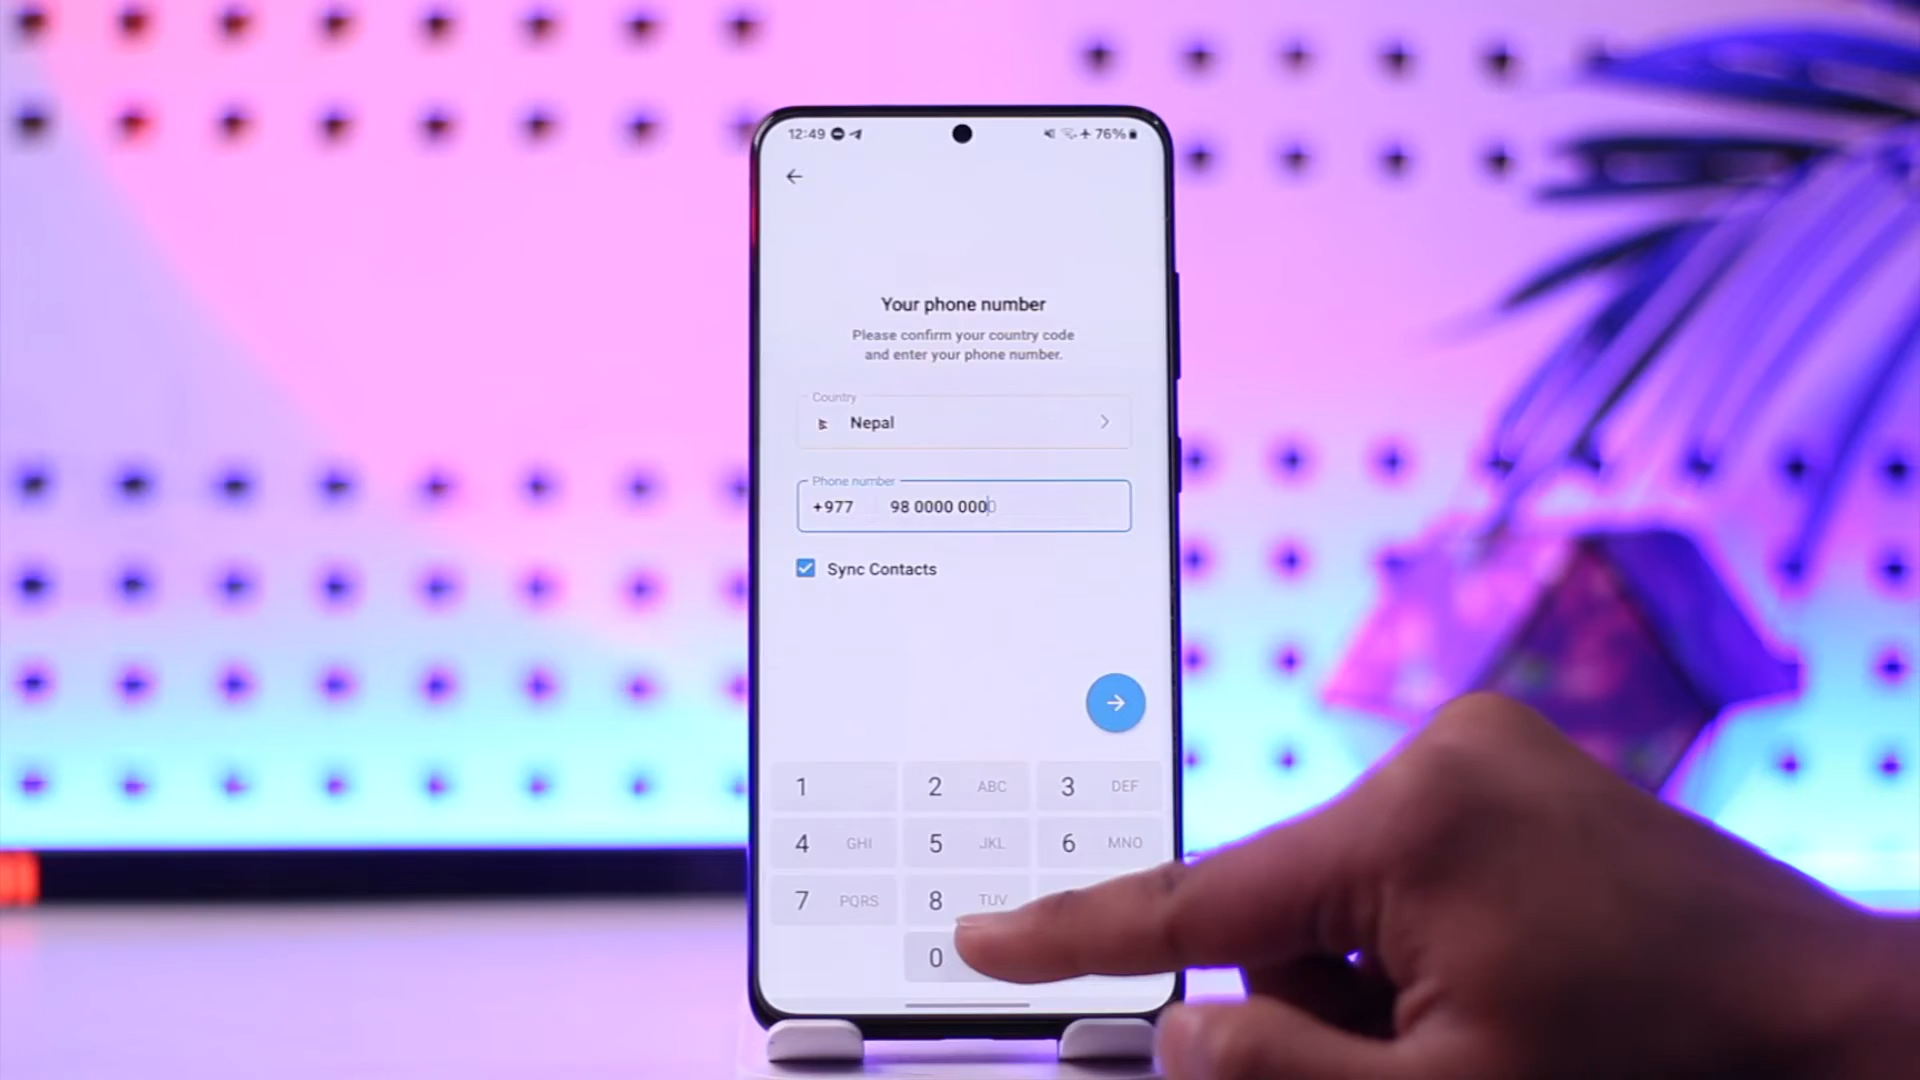 12:49 76%
Your phone number
Please confirm your country code
and enter your phone number.
Country
Nepal
Phone number
+977 98 0000 0000
Sync Contacts
1 2 ABC 3 DEF
4 GHI 5 JKL 6 MNO
7 PQRS 8 TUV
0